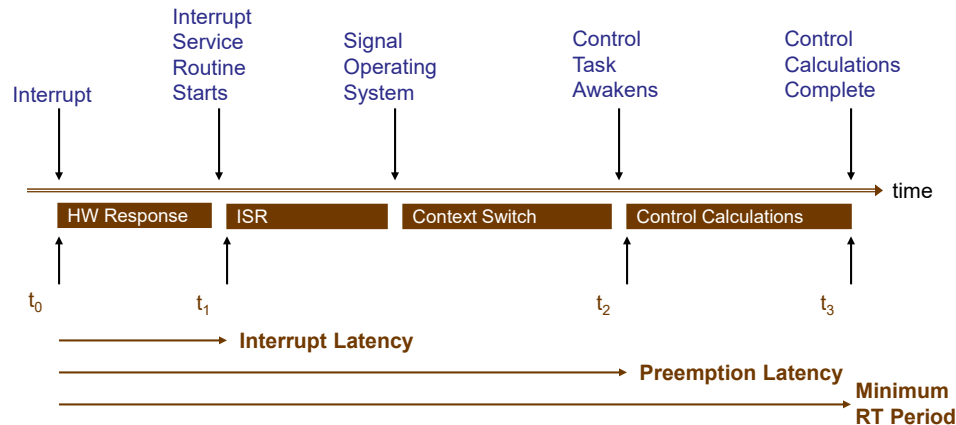 Interrupt
Interrupt
Service
Routine
Starts
Signal
Operating
System
Control
Task
Awakens
Control
Calculations
Complete
time
HW Response
ISR
Context Switch
Control Calculations
t0
t1
t2
t3
Interrupt Latency
Preemption Latency
Minimum
RT Period